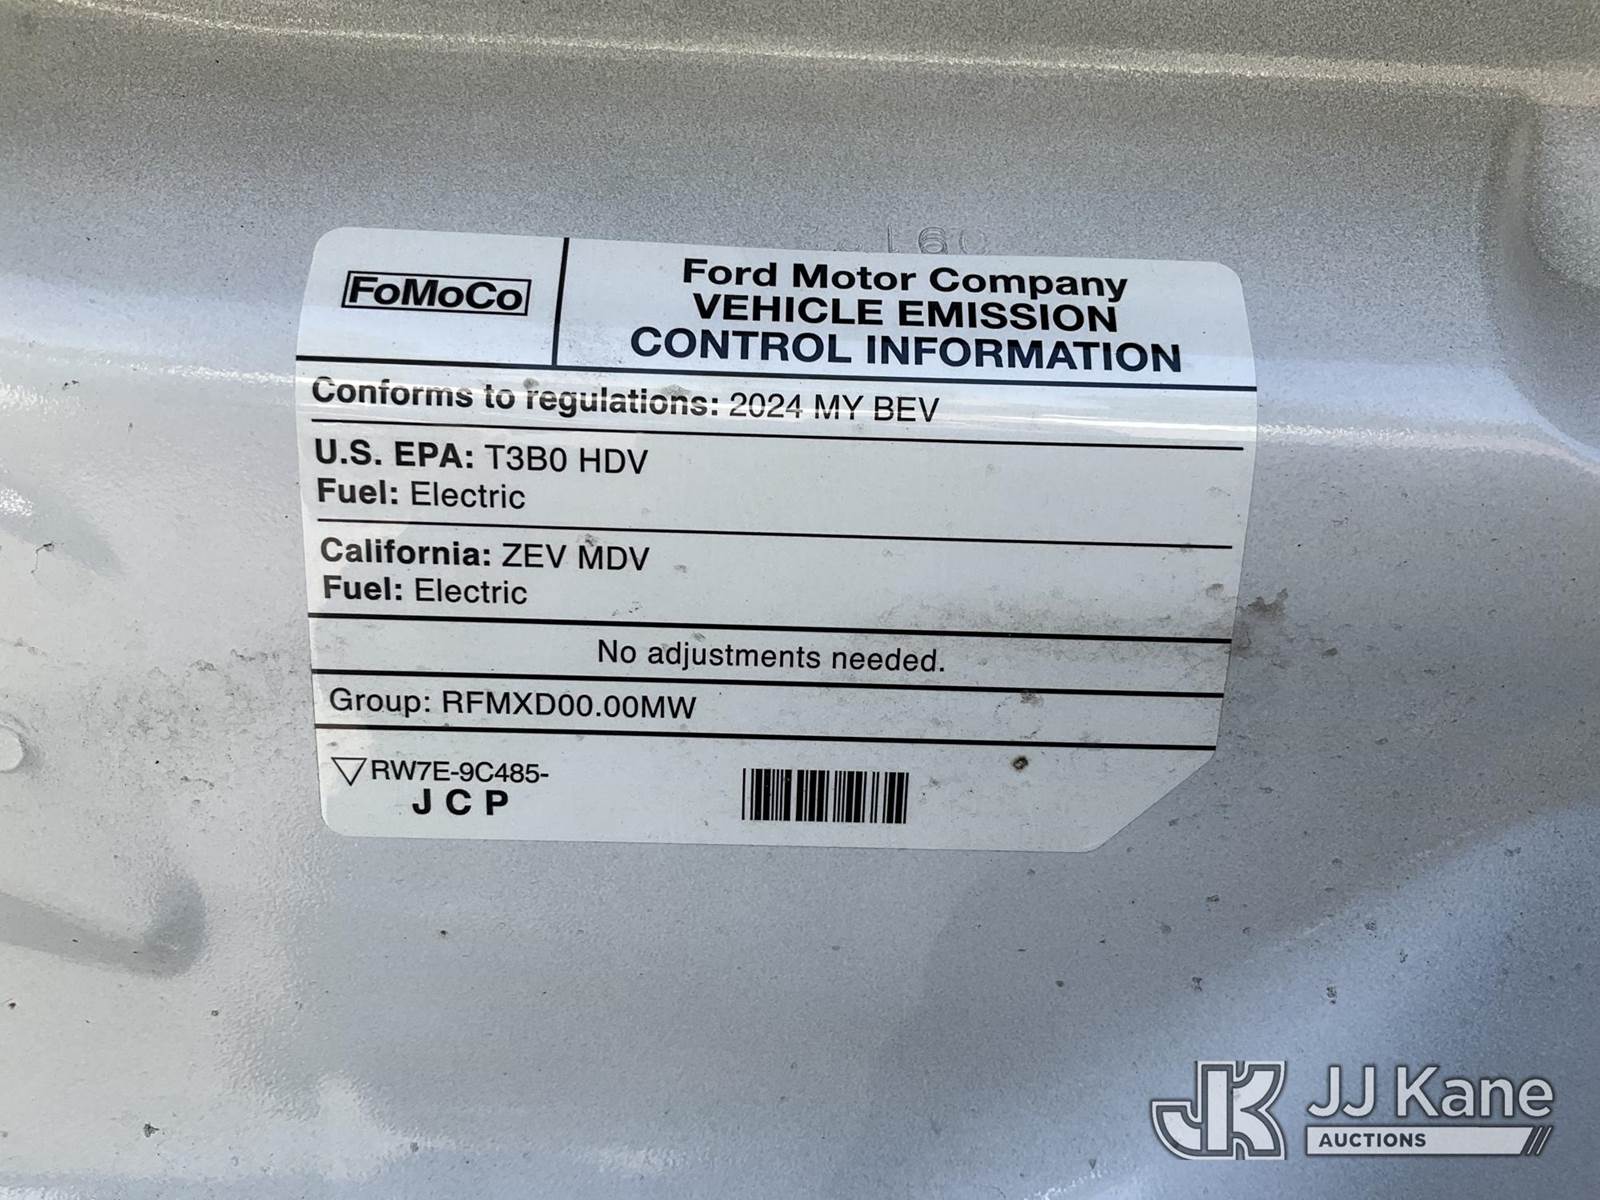 FoMoCo
Ford Motor Company
VEHICLE EMISSION
CONTROL INFORMATION
Conforms to regulations: 2024 MY BEV
U.S. EPA: T3B0 HDV
Fuel: Electric
California: ZEV MDV
Fuel: Electric
No adjustments needed.
Group: RFMXD00.00MW
RW7E-9C485-
J C P
JK JJ Kane
AUCTIONS